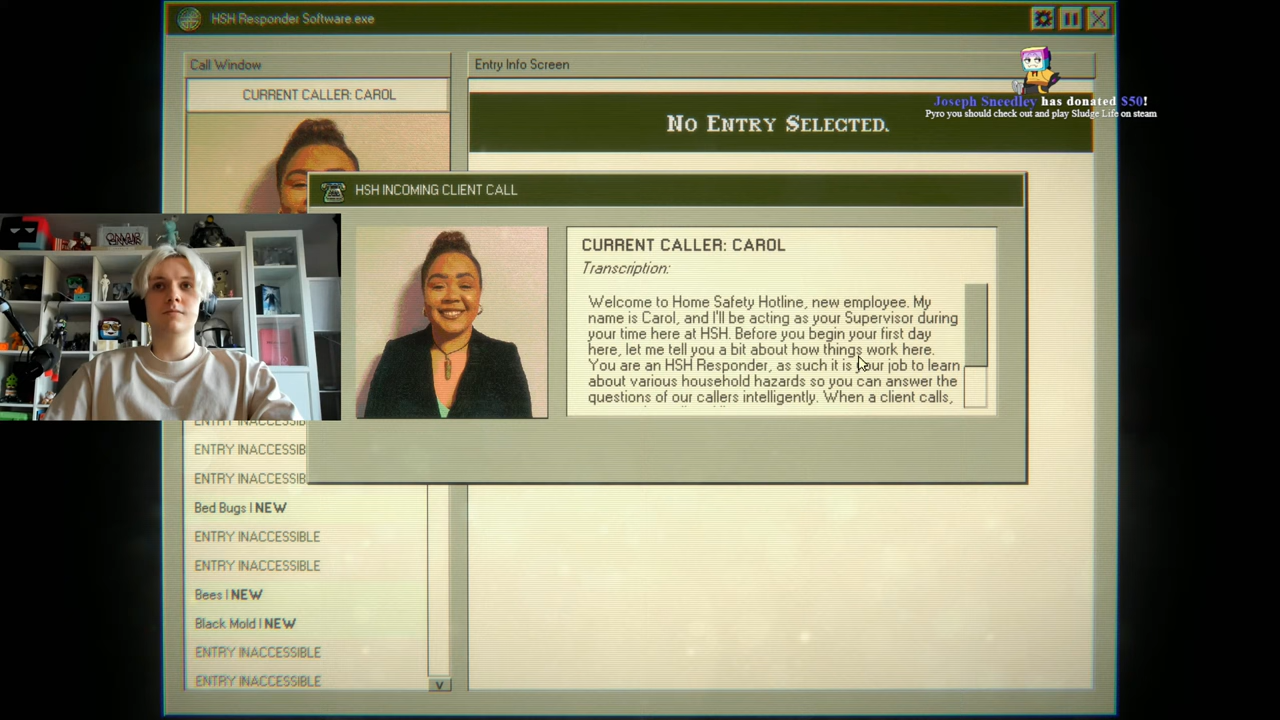 HSH Responder Software.exe
Call Window
Entry Info Screen
CURRENT CALLER: CAROL
NO ENTRY SELECTED.
Joseph Sneedley has donated $50!
Pyro you should check out and play Sludge Life on steam
HSH INCOMING CLIENT CALL
CURRENT CALLER: CAROL
Transcription:
Welcome to Home Safety Hotline, new employee. My
name is Carol, and I'll be acting as your Supervisor during
your time here at HSH. Before you begin your first day
here, let me tell you a bit about how things work here.
You are an HSH Responder, as such it is your job to learn
about various household hazards so you can answer the
questions of our callers intelligently. When a client calls,
ENTRY INACCESSIB
ENTRY INACCESSIB
ENTRY INACCESSIB
Bed Bugs | NEW
ENTRY INACCESSIBLE
ENTRY INACCESSIBLE
Bees | NEW
Black Mold | NEW
ENTRY INACCESSIBLE
ENTRY INACCESSIBLE